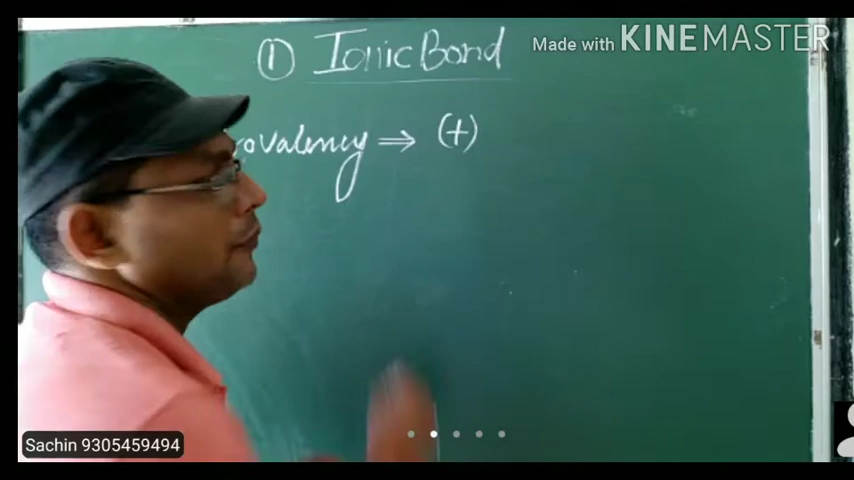 ① Ionic Bond
Made with KINEMASTER
ovalency ⇒ (+)
Sachin 9305459494